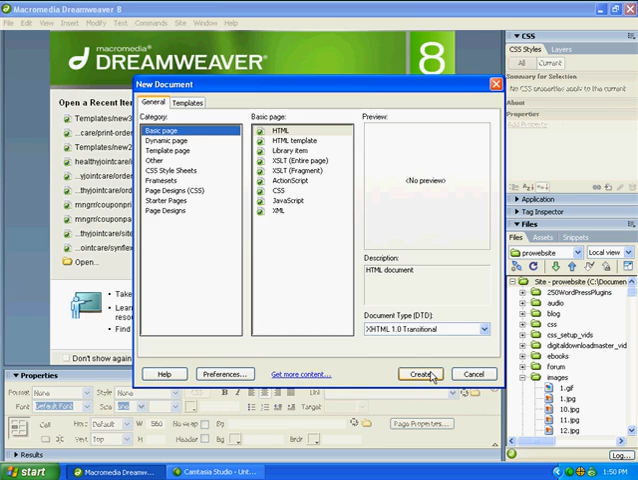 Macromedia Dreamweaver 8
File Edit View Insert Modify Text Commands Site Window Help
macromedia®
DREAMWEAVER 8
Open a Recent Item
Templates/new3
...care/print-order
Templates/new2
healthyjointcare/
...ycare/order-int
...thyjointcare/or
mngrr/couponpa
mngrr/couponpa
...thyjointcare/si
...ointcare/synflex
Open...
Take
Learn
resou
Find
Don't show again
New Document
General Templates
Category:
Basic page
Dynamic page
Template page
Other
CSS Style Sheets
Framesets
Page Designs (CSS)
Starter Pages
Page Designs
Basic page:
HTML
HTML template
Library item
XSLT (Entire page)
XSLT (Fragment)
ActionScript
CSS
JavaScript
XML
Preview:
<No preview>
Description:
HTML document
Document Type (DTD):
XHTML 1.0 Transitional
Help Preferences... Get more content... Create Cancel
CSS
CSS Styles Layers
All Current
Summary for Selection
No CSS properties apply to the current
About
Properties
Application
Tag Inspector
Files
Files Assets Snippets
prowebsite Local view
Site - prowebsite (C:\Documen
250WordPressPlugins
audio
blog
css
css_setup_vids
digitaldownloadmaster_vid
ebooks
forum
images
1.gif
1.jpg
10.jpg
11.jpg
12.jpg
Log...
Properties
Format None Style None
Font Default Font Size Link
Target
Cell Horz Default W 560 No wrap Bg Page Properties...
Vert Top H Header Bg Brdr
Results
start Macromedia Dreamw... Camtasia Studio - Unt... 1:50 PM